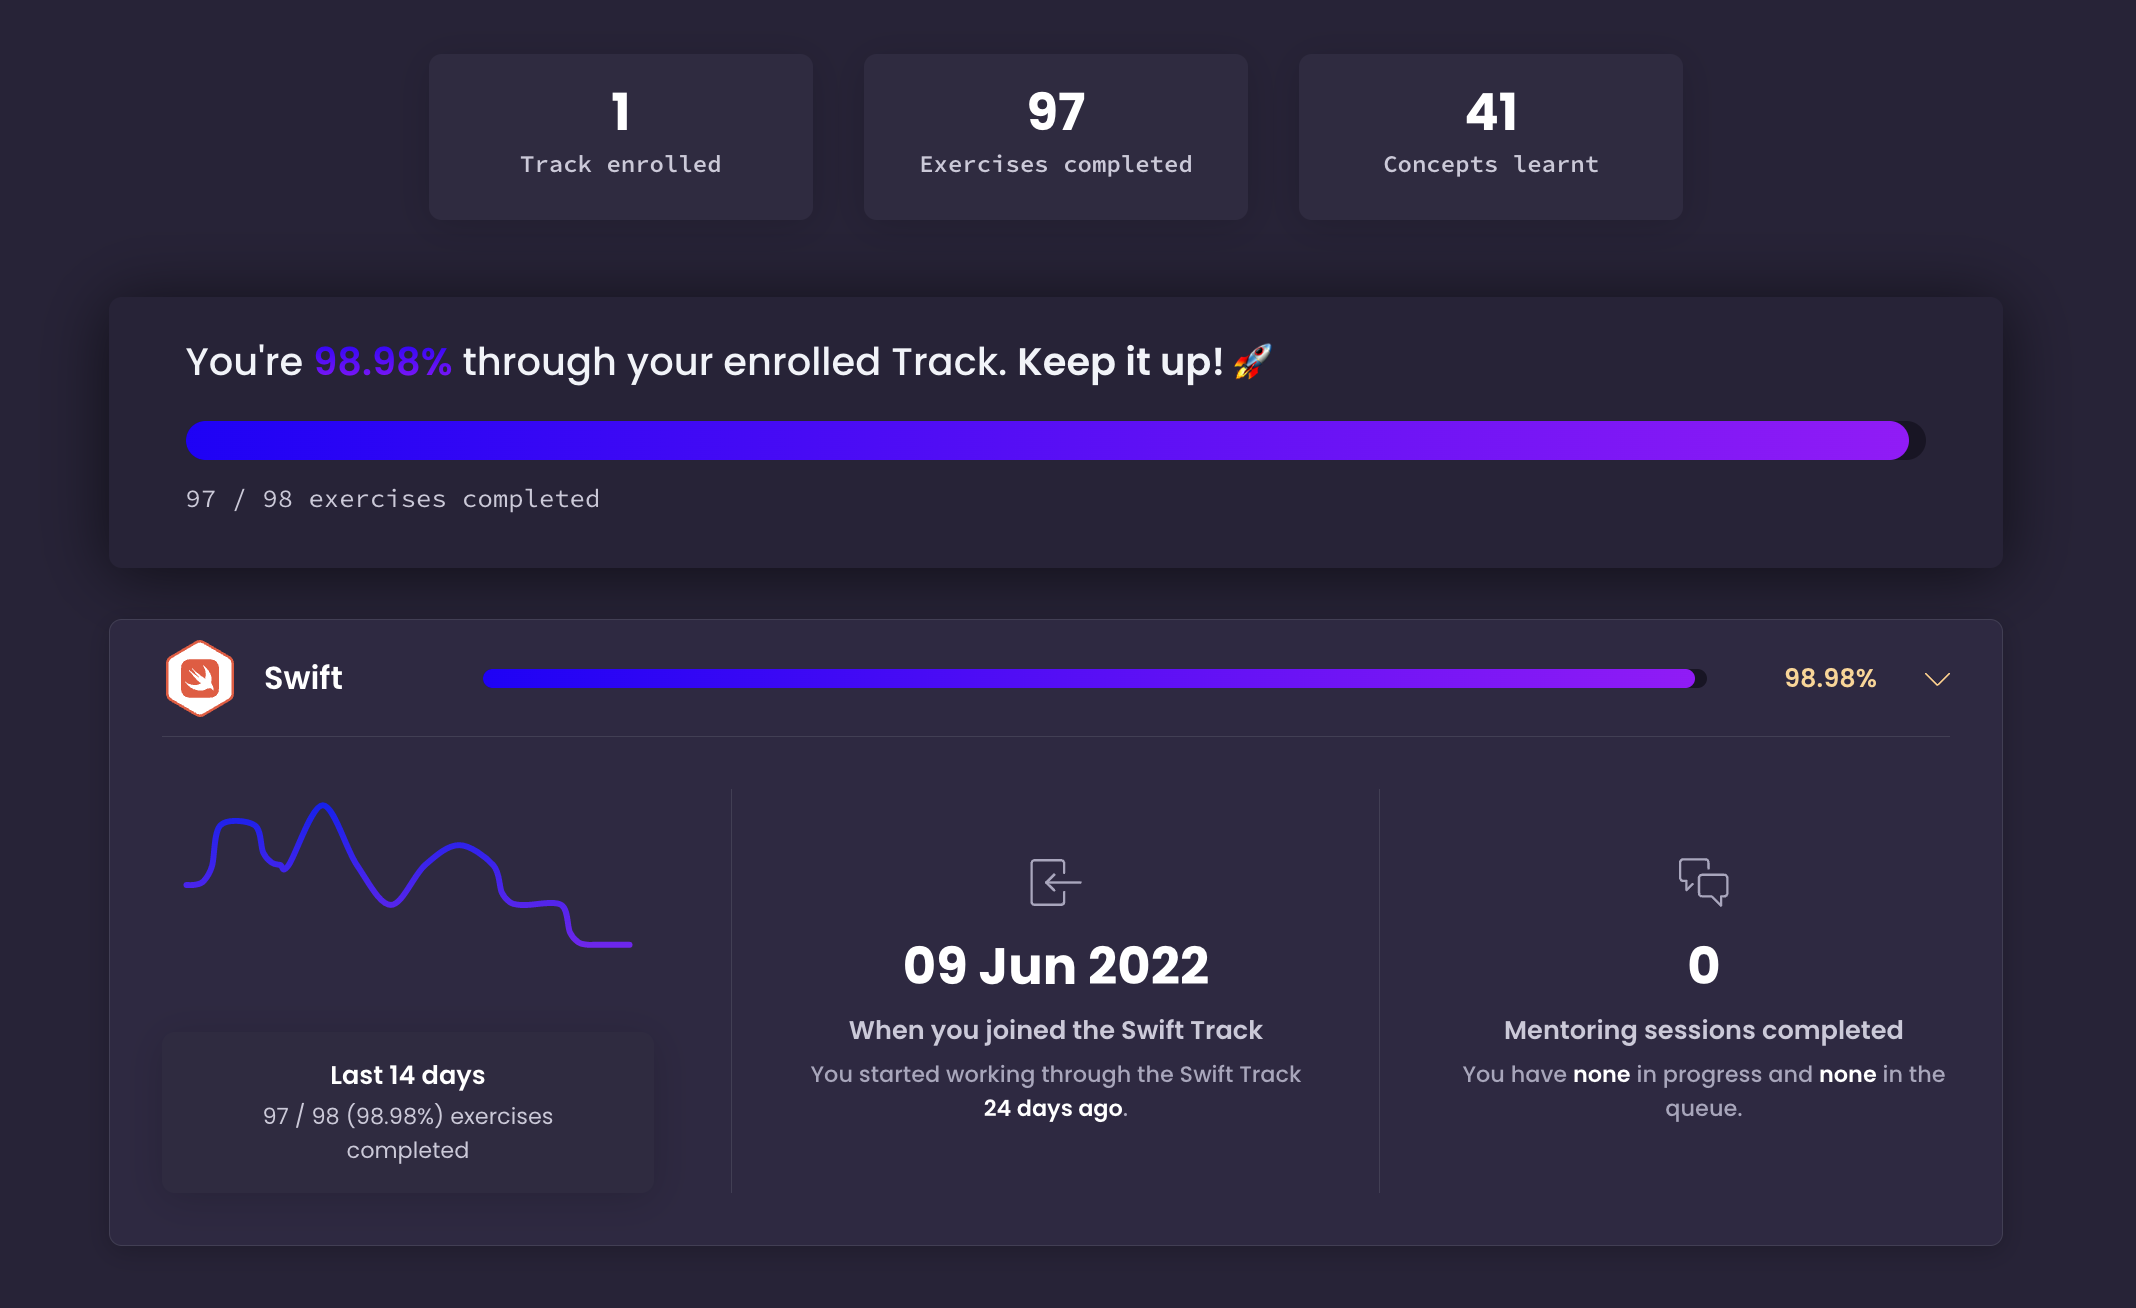 1
Track enrolled
97
Exercises completed
41
Concepts learnt
You're 98.98% through your enrolled Track. Keep it up! 🚀
97 / 98 exercises completed
Swift
98.98%
Last 14 days
97 / 98 (98.98%) exercises
completed
09 Jun 2022
When you joined the Swift Track
You started working through the Swift Track
24 days ago.
0
Mentoring sessions completed
You have none in progress and none in the
queue.